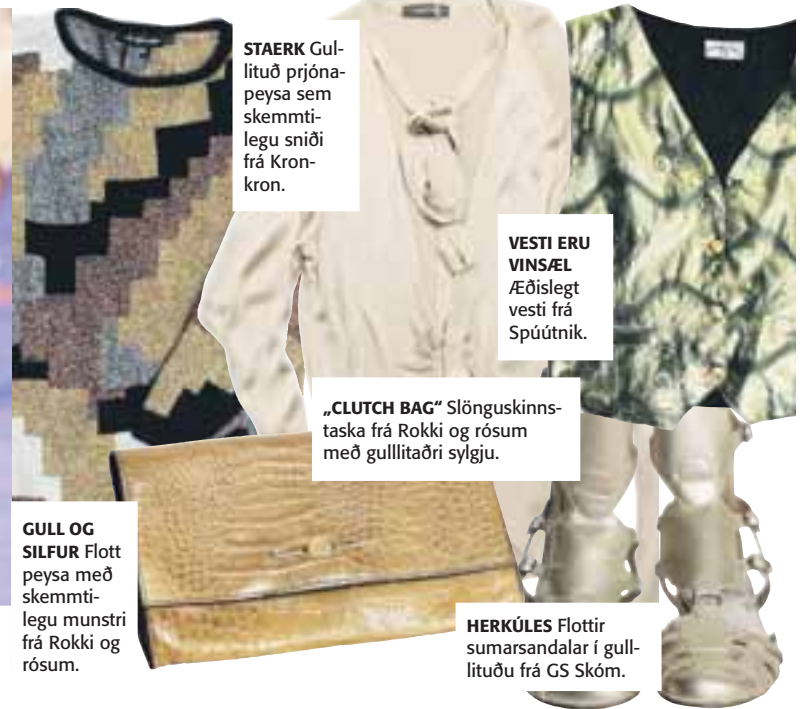 STAERK Gul-
lituð prjóna-
peysa sem
skemmti-
legu sniði
frá Kron-
kron.
VESTI ERU
VINSÆL
Æðislegt
vesti frá
Spúútnik.
„CLUTCH BAG“ Slönguskinns-
taska frá Rokki og rósum
með gulllitaðri sylgju.
GULL OG
SILFUR Flott
peysa með
skemmti-
legu munstri
frá Rokki og
rósum.
HERKÚLES Flottir
sumarsandalar í gull-
lituðu frá GS Skóm.